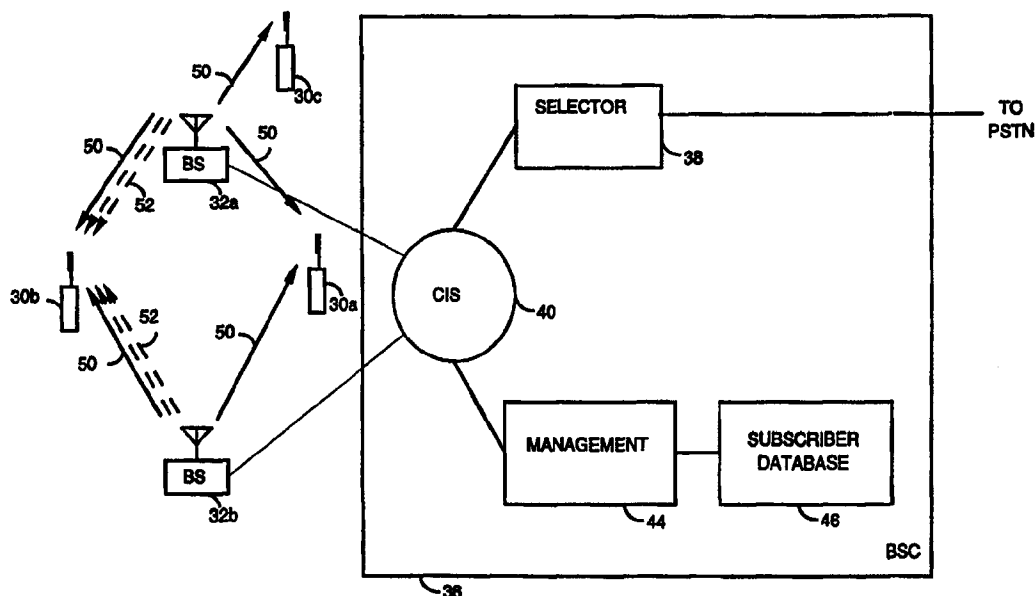 50
30c
SELECTOR
TO
PSTN
50
BS
50
38
52
32a
30b
30a
CIS
40
52
50
50
MANAGEMENT
SUBSCRIBER
DATABASE
BS
32b
44
46
BSC
36